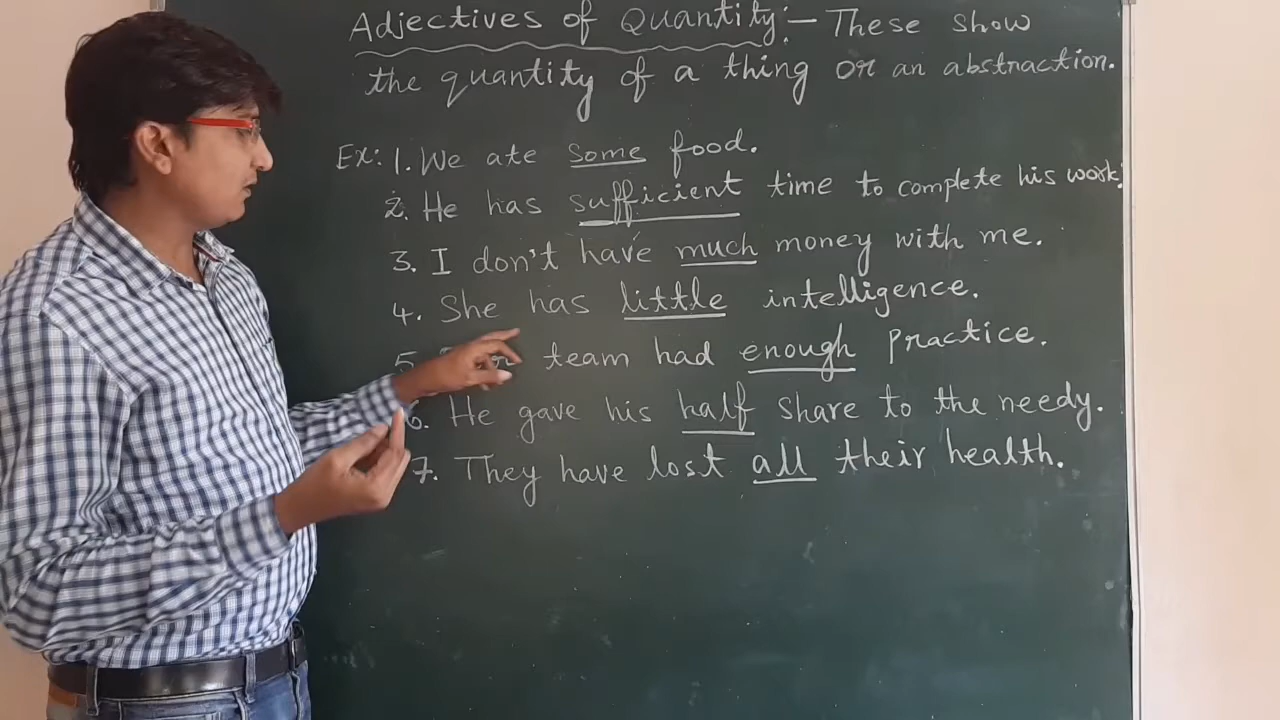 Adjectives of Quantity:- These show
the quantity of a thing or an abstraction.
Ex: 1. We ate some food.
2. He has sufficient time to complete his work.
3. I don't have much money with me.
4. She has little intelligence.
5. team had enough practice.
6. He gave his half share to the needy.
7. They have lost all their health.